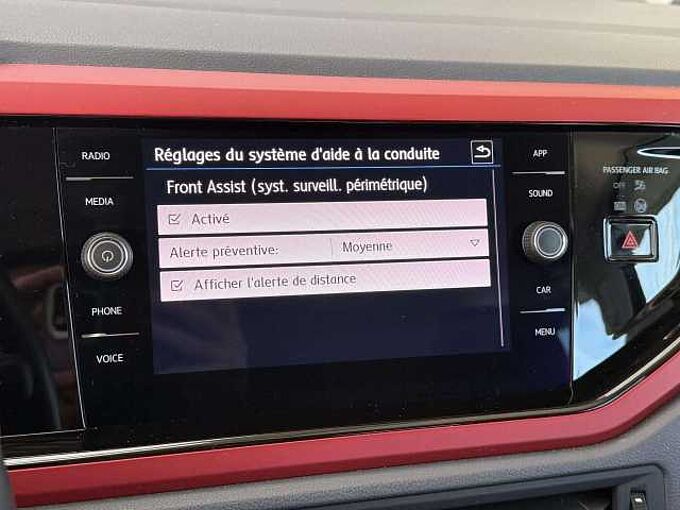 RADIO
MEDIA
PHONE
VOICE
Réglages du système d'aide à la conduite
Front Assist (syst. surveill. périmétrique)
Activé
Alerte préventive: Moyenne
Afficher l'alerte de distance
APP
SOUND
CAR
MENU
PASSENGER AIR BAG
OFF